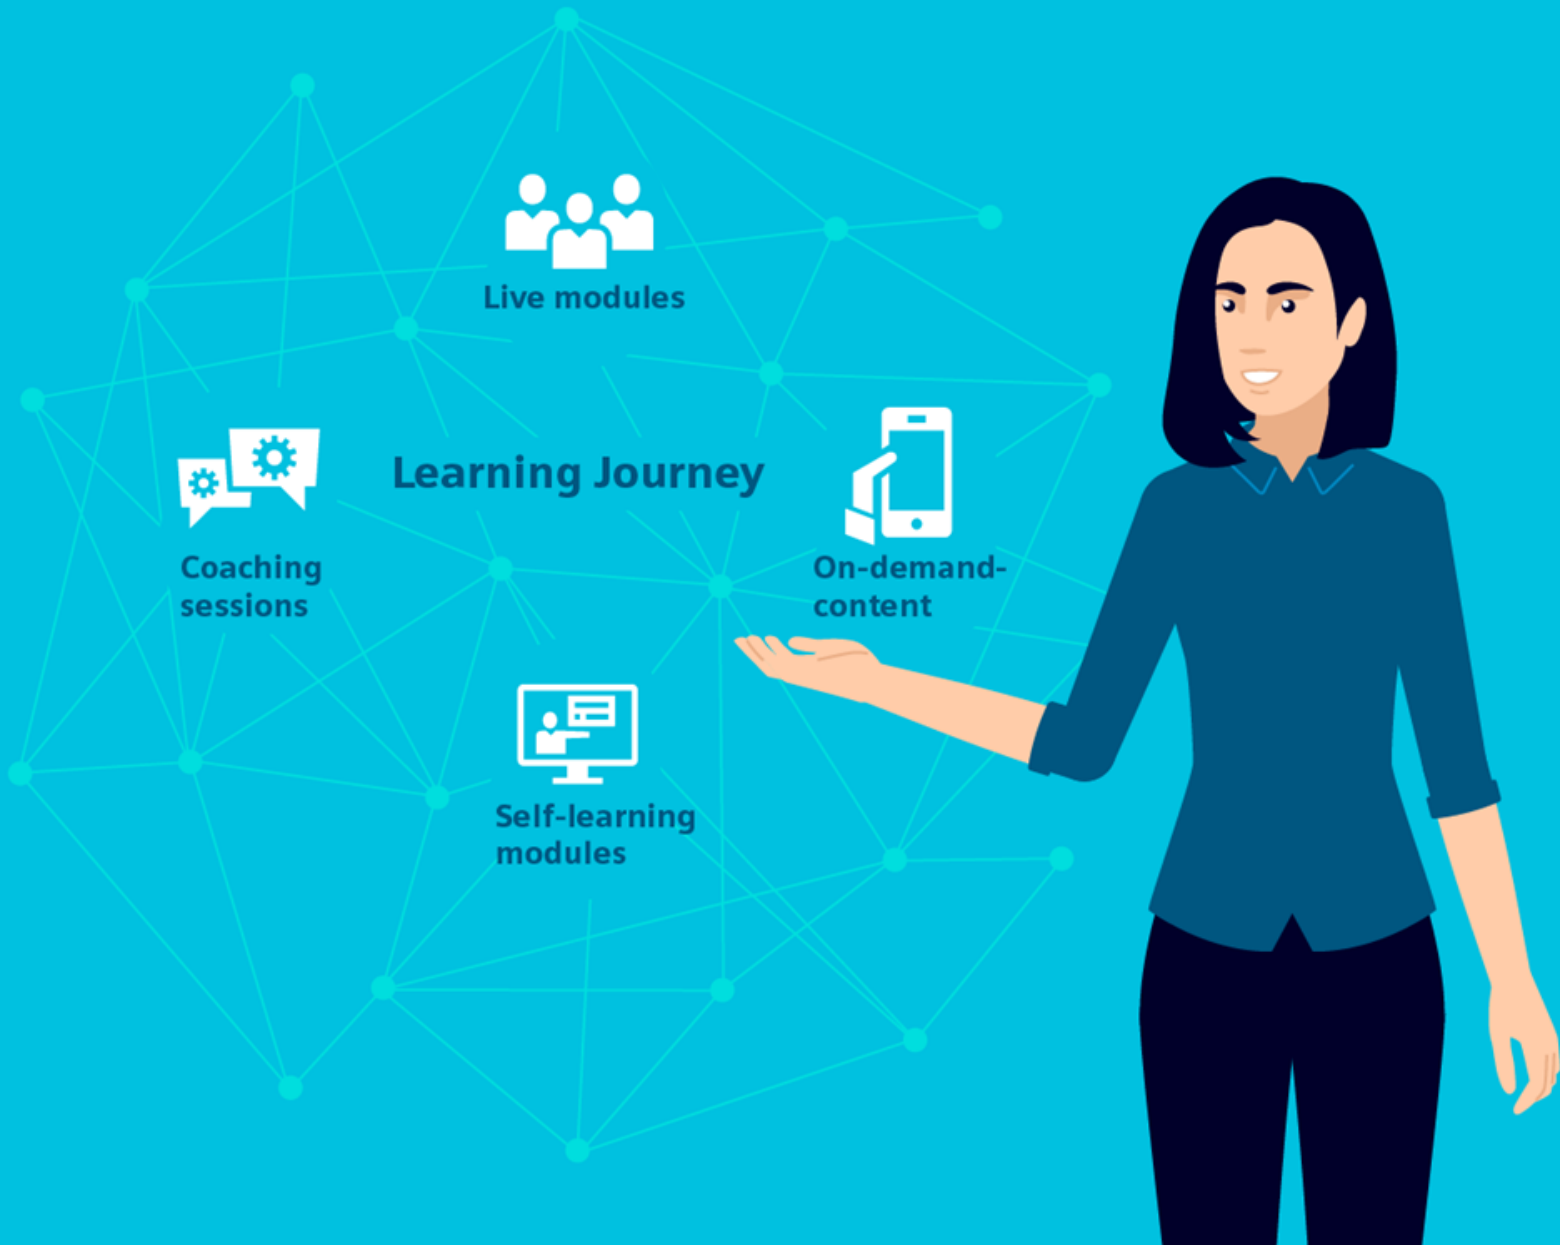 Live modules
Learning Journey
Coaching
sessions
On-demand-
content
Self-learning
modules